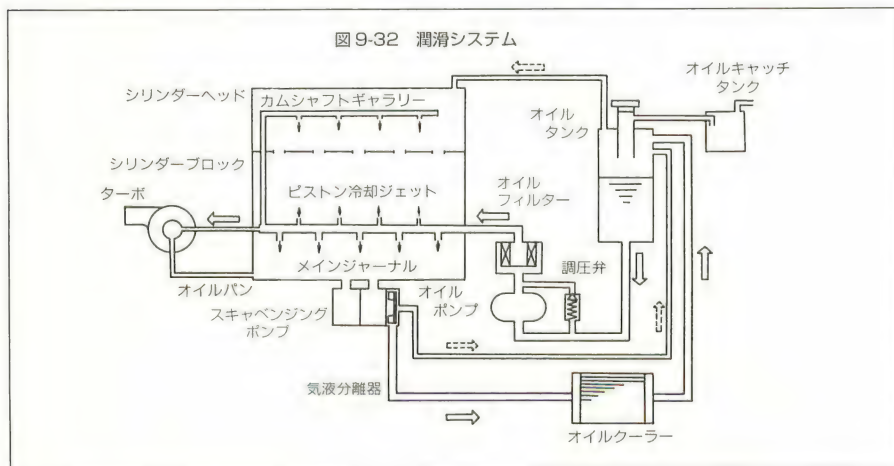 図9-32 潤滑システム
シリンダーヘッド
カムシャフトギャラリー
オイル
タンク
オイルキャッチ
タンク
シリンダーブロック
ターボ
ピストン冷却ジェット
オイル
フィルター
メインジャーナル
調圧弁
オイルパン
スキャベンジング
ポンプ
オイル
ポンプ
気液分離器
オイルクーラー